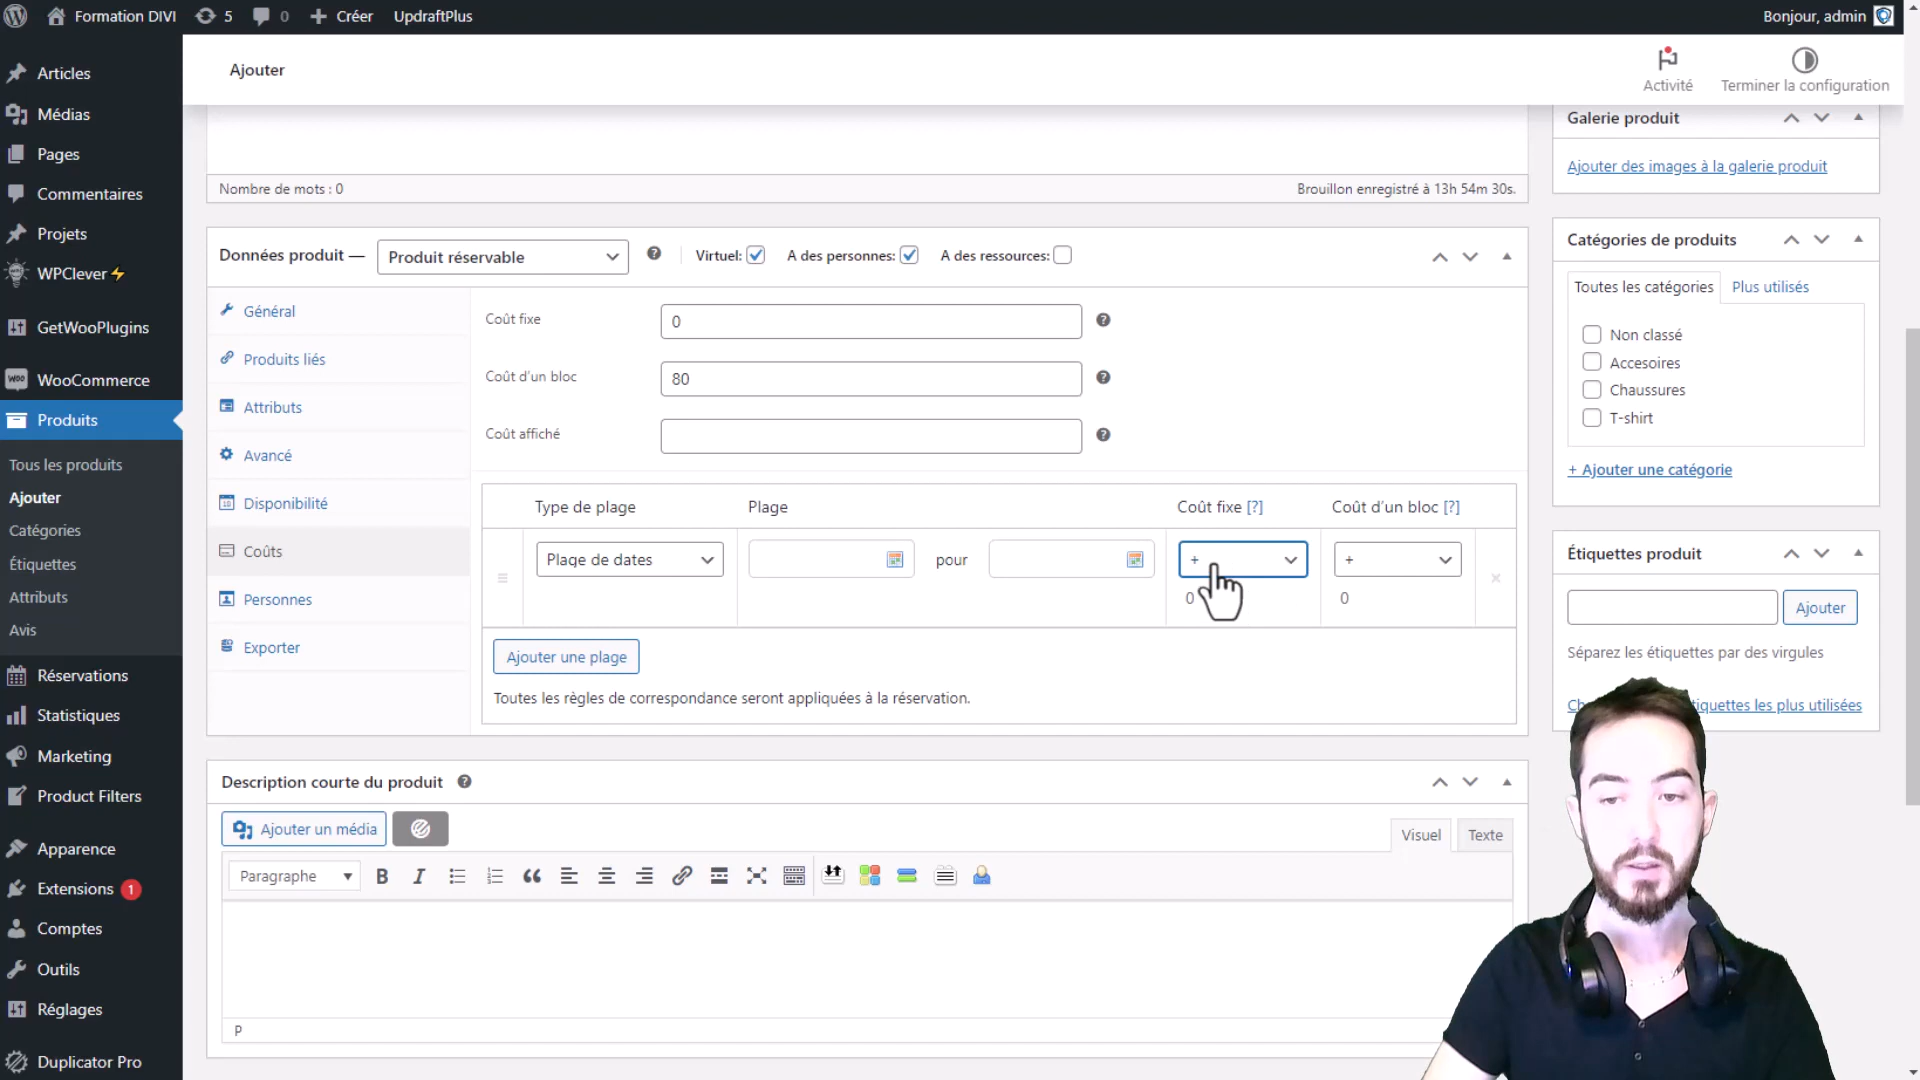 Formation DIVI
5
0
Créer
UpdraftPlus
Bonjour, admin
Articles
Médias
Pages
Commentaires
Projets
WPClever
GetWooPlugins
WooCommerce
Produits
Tous les produits
Ajouter
Catégories
Étiquettes
Attributs
Avis
Réservations
Statistiques
Marketing
Product Filters
Apparence
Extensions 1
Comptes
Outils
Réglages
Duplicator Pro
Ajouter
Activité
Terminer la configuration
Nombre de mots : 0
Brouillon enregistré à 13h 54m 30s.
Données produit —
Produit réservable
Virtuel:
A des personnes:
A des ressources:
Général
Produits liés
Attributs
Avancé
Disponibilité
Coûts
Personnes
Exporter
Coût fixe
0
Coût d'un bloc
80
Coût affiché
Type de plage
Plage
Coût fixe [?]
Coût d'un bloc [?]
Plage de dates
pour
+
+
0
0
Ajouter une plage
Toutes les règles de correspondance seront appliquées à la réservation.
Description courte du produit
Ajouter un média
Visuel
Texte
Paragraphe
B
I
P
Galerie produit
Ajouter des images à la galerie produit
Catégories de produits
Toutes les catégories
Plus utilisés
Non classé
Accesoires
Chaussures
T-shirt
+ Ajouter une catégorie
Étiquettes produit
Ajouter
Séparez les étiquettes par des virgules
les plus utilisées